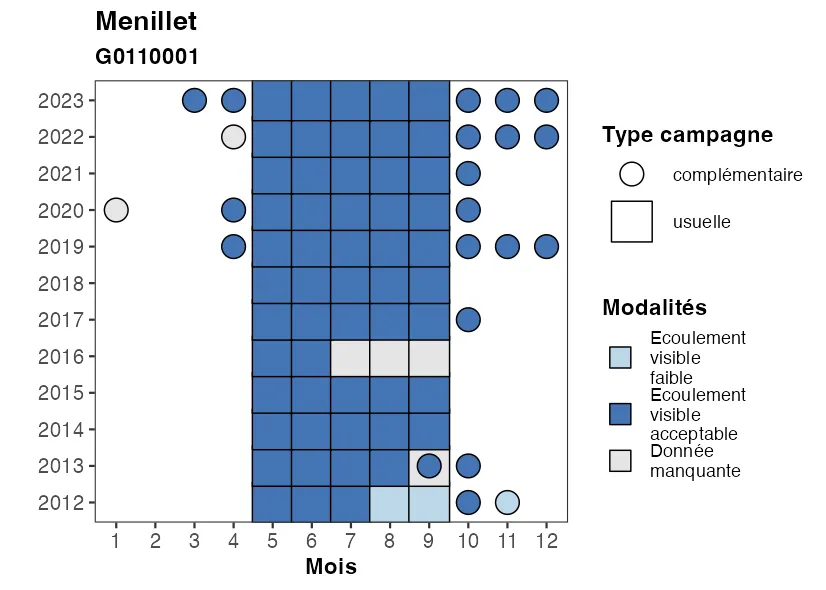 Menillet
G0110001
2023
2022
2021
2020
2019
2018
2017
2016
2015
2014
2013
2012
1 2 3 4 5 6 7 8 9 10 11 12
Mois
Type campagne
complémentaire
usuelle
Modalités
Ecoulement
visible
faible
Ecoulement
visible
acceptable
Donnée
manquante